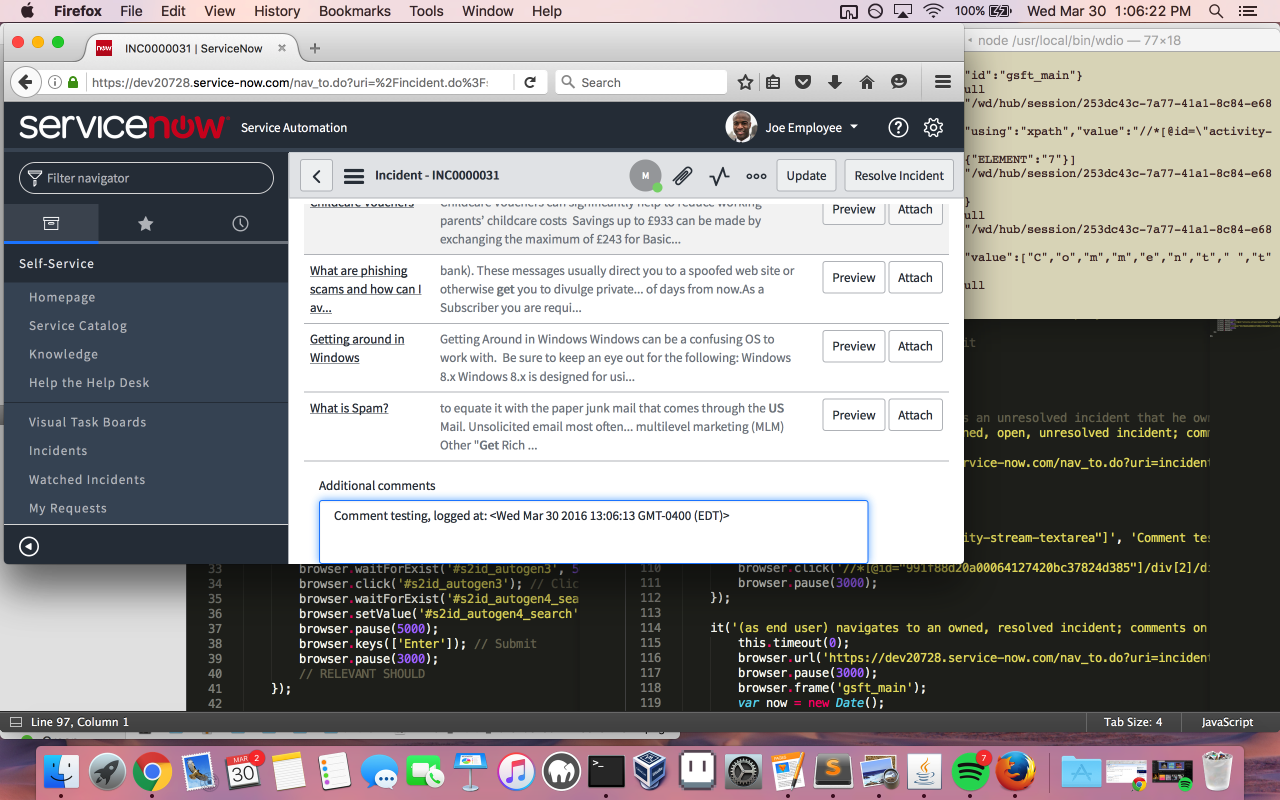 Firefox File Edit View History Bookmarks Tools Window Help 100% Wed Mar 30 1:06:22 PM
INC0000031 | ServiceNow
https://dev20728.service-now.com/nav_to.do?uri=%2Fincident.do%3F:
Search
servicenow Service Automation
Joe Employee
Filter navigator
Self-Service
Homepage
Service Catalog
Knowledge
Help the Help Desk
Visual Task Boards
Incidents
Watched Incidents
My Requests
Incident - INC0000031
M
Update
Resolve Incident
Childcare Vouchers
Childcare Vouchers can significantly help to reduce working
parents' childcare costs Savings up to £933 can be made by
exchanging the maximum of £243 for Basic...
Preview Attach
What are phishing
scams and how can I
av...
bank). These messages usually direct you to a spoofed web site or
otherwise get you to divulge private... of days from now.As a
Subscriber you are requi...
Preview Attach
Getting around in
Windows
Getting Around in Windows Windows can be a confusing OS to
work with. Be sure to keep an eye out for the following: Windows
8.x Windows 8.x is designed for usi...
Preview Attach
What is Spam?
to equate it with the paper junk mail that comes through the US
Mail. Unsolicited email most often... multilevel marketing (MLM)
Other "Get Rich ...
Preview Attach
Additional comments
Comment testing, logged at: <Wed Mar 30 2016 13:06:13 GMT-0400 (EDT)>
node /usr/local/bin/wdio — 77×18
"id":"gsft_main"}
ull
"/wd/hub/session/253dc43c-7a77-41a1-8c84-e68
"using":"xpath","value":"//*[@id=\"activity-
{"ELEMENT":"7"}]
"/wd/hub/session/253dc43c-7a77-41a1-8c84-e68
}
ull
"/wd/hub/session/253dc43c-7a77-41a1-8c84-e68
"value":["C","o","m","m","e","n","t"," ","t"
ull
it
s an unresolved incident that he ow
ned, open, unresolved incident; comm
rvice-now.com/nav_to.do?uri=incident
ity-stream-textarea"]', 'Comment tes
33 browser.waitForExist('#s2id_autogen3', 5
34 browser.click('#s2id_autogen3'); // Clic
35 browser.waitForExist('#s2id_autogen4_sea
36 browser.setValue('#s2id_autogen4_search'
37 browser.pause(5000);
38 browser.keys(['Enter']); // Submit
39 browser.pause(3000);
40 // RELEVANT SHOULD
41 });
42
110 browser.click('//*[@id="991f88d20a00064127420bc37824d385"]/div[2]/di
111 browser.pause(3000);
112 });
113
114 it('(as end user) navigates to an owned, resolved incident; comments on
115 this.timeout(0);
116 browser.url('https://dev20728.service-now.com/nav_to.do?uri=incident
117 browser.pause(3000);
118 browser.frame('gsft_main');
119 var now = new Date();
Line 97, Column 1
Tab Size: 4
JavaScript
MAR
30
2
7